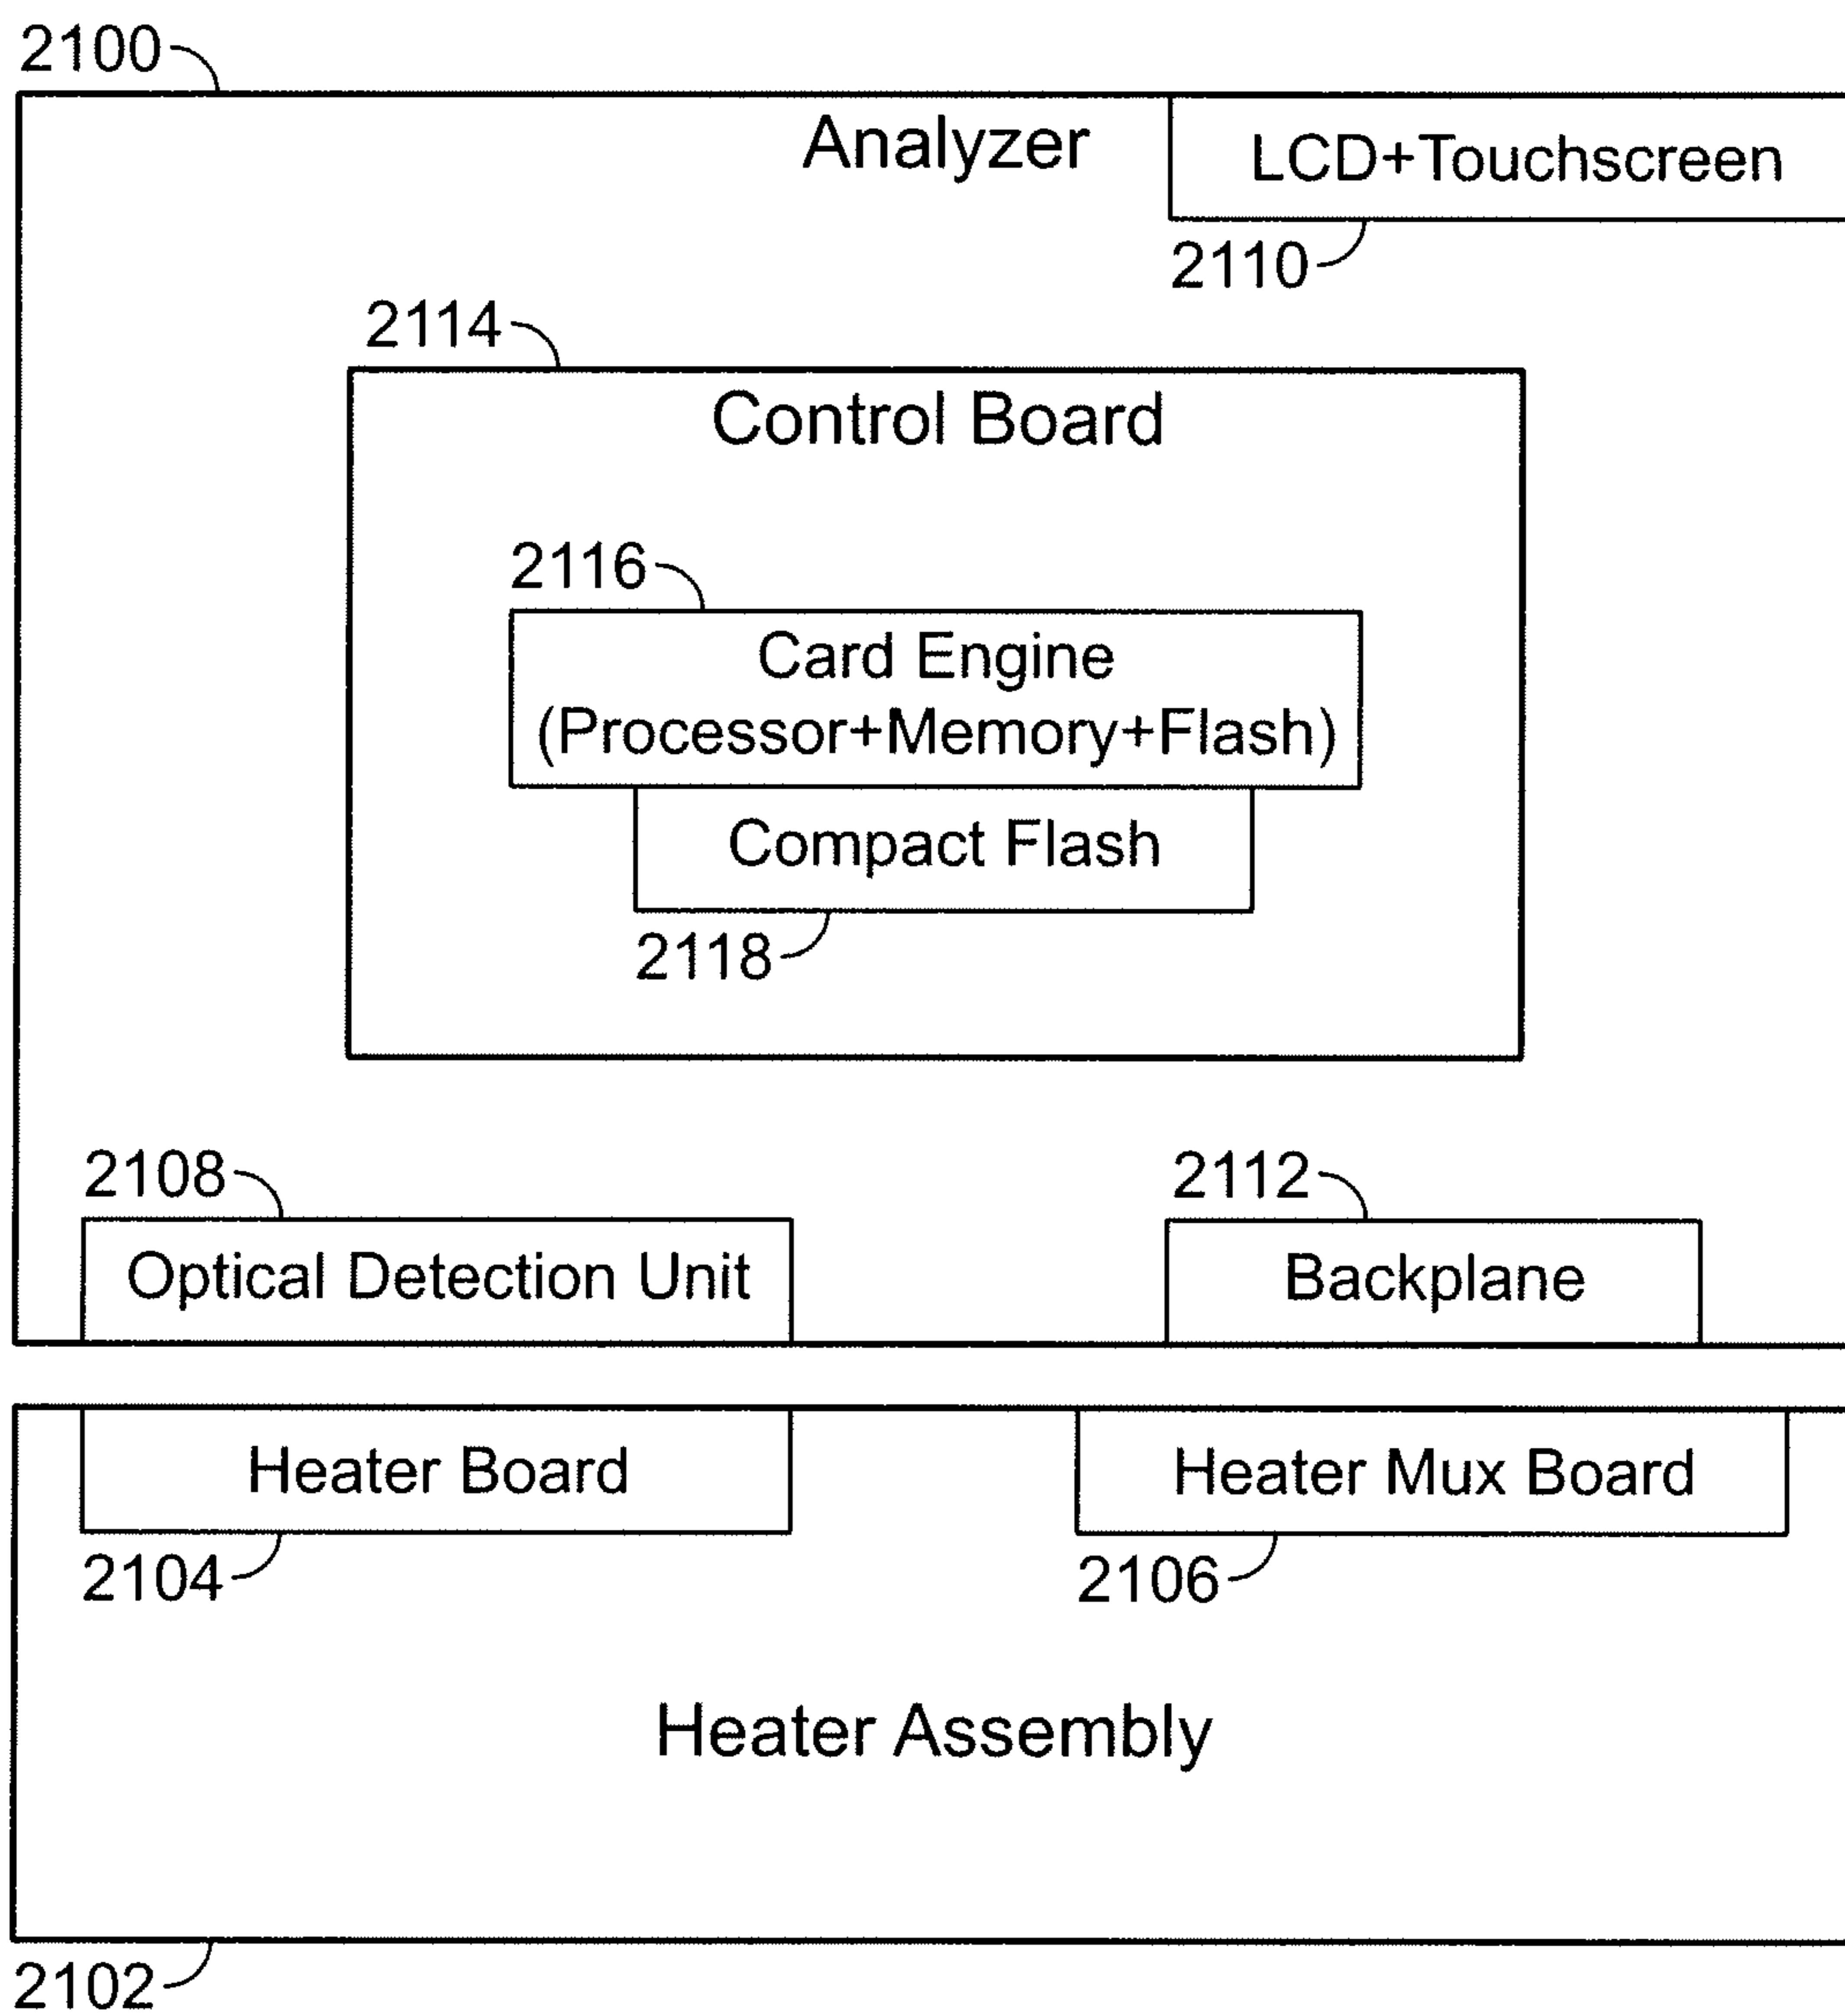 2100
Analyzer
LCD+Touchscreen
2110
2114
Control Board
2116
Card Engine
(Processor+Memory+Flash)
Compact Flash
2118
2108
2112
Optical Detection Unit
Backplane
Heater Board
Heater Mux Board
2104
2106
Heater Assembly
2102